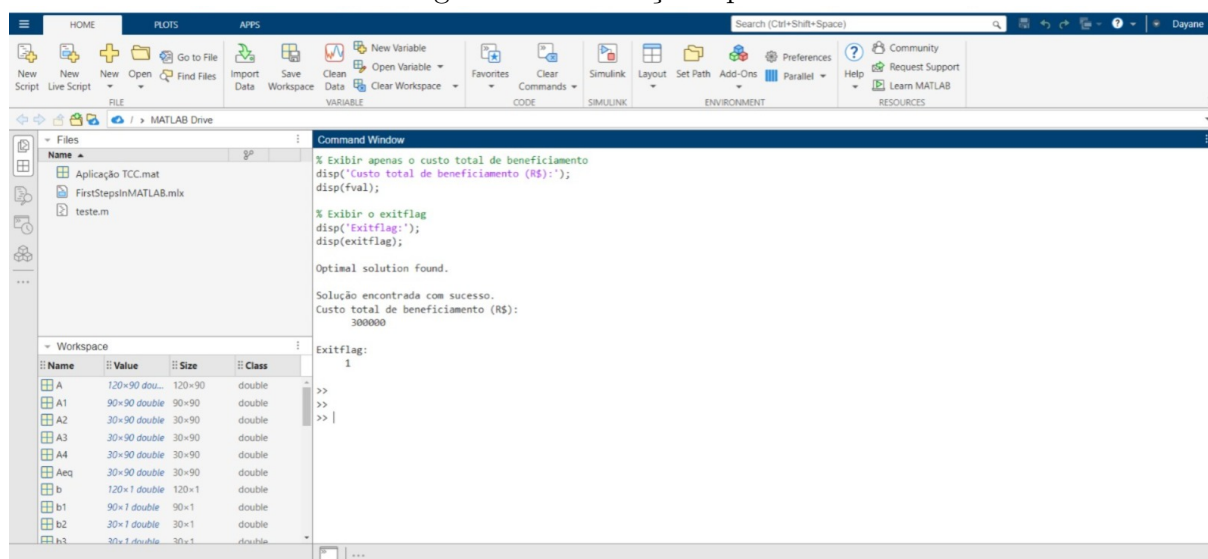 HOME PLOTS APPS Search (Ctrl+Shift+Space) Dayane
New Script
New Live Script
New
Open
Go to File
Find Files
Import Data
Save Workspace
Clean Data
New Variable
Open Variable
Clear Workspace
Favorites
Clear Commands
Simulink
Layout
Set Path
Add-Ons
Preferences
Parallel
Help
Community
Request Support
Learn MATLAB
FILE VARIABLE CODE SIMULINK ENVIRONMENT RESOURCES
/ > MATLAB Drive
Files
Name
Aplicação TCC.mat
FirstStepsInMATLAB.mlx
teste.m
Workspace
Name Value Size Class
A 120×90 dou... 120×90 double
A1 90×90 double 90×90 double
A2 30×90 double 30×90 double
A3 30×90 double 30×90 double
A4 30×90 double 30×90 double
Aeq 30×90 double 30×90 double
b 120×1 double 120×1 double
b1 90×1 double 90×1 double
b2 30×1 double 30×1 double
b3 30×1 double 30×1 double
Command Window
% Exibir apenas o custo total de beneficiamento
disp('Custo total de beneficiamento (R$):');
disp(fval);
% Exibir o exitflag
disp('Exitflag:');
disp(exitflag);
Optimal solution found.
Solução encontrada com sucesso.
Custo total de beneficiamento (R$):
300000
Exitflag:
1
>>
>>
>>